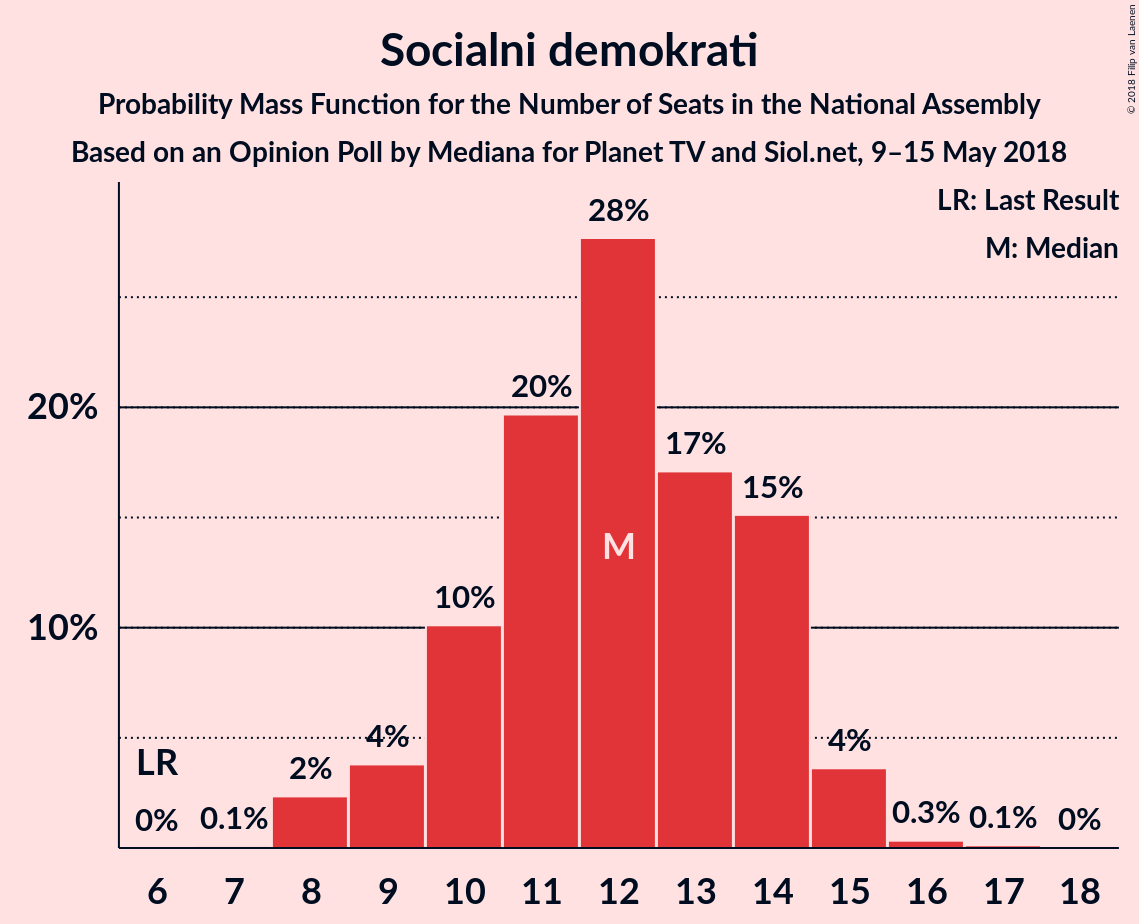 Socialni demokrati
Probability Mass Function for the Number of Seats in the National Assembly
Based on an Opinion Poll by Mediana for Planet TV and Siol.net, 9–15 May 2018
© 2018 Filip van Laenen
LR: Last Result
M: Median
28%
20%
20%
17%
15%
M
10%
10%
4%
4%
LR
2%
0%
0.1%
0.3%
0.1%
0%
6 7 8 9 10 11 12 13 14 15 16 17 18